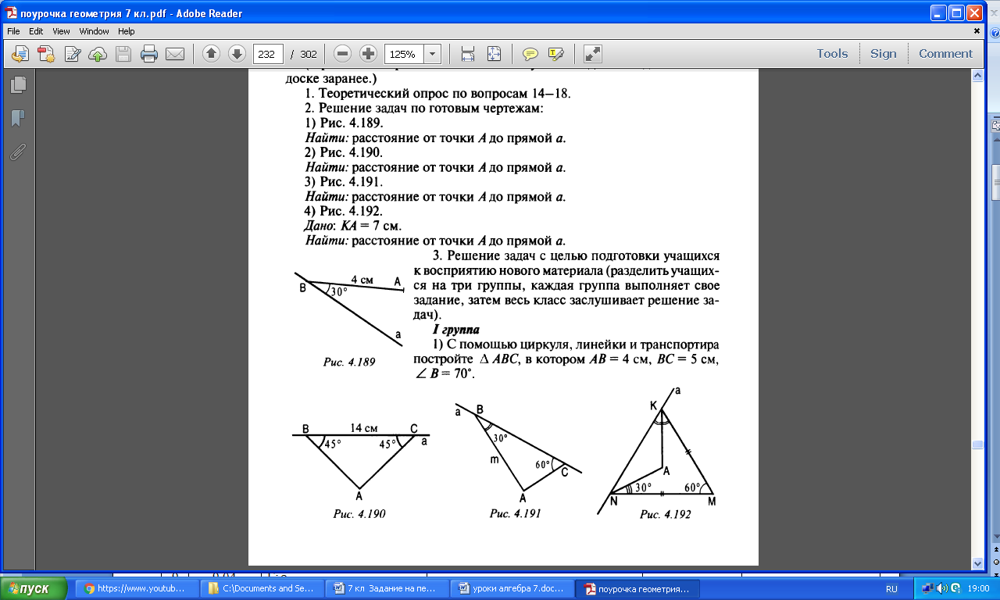 поурочка геометрия 7 кл.pdf - Adobe Reader
File Edit View Window Help
232 / 302 125% Tools Sign Comment
доске заранее.)
1. Теоретический опрос по вопросам 14–18.
2. Решение задач по готовым чертежам:
1) Рис. 4.189.
Найти: расстояние от точки A до прямой a.
2) Рис. 4.190.
Найти: расстояние от точки A до прямой a.
3) Рис. 4.191.
Найти: расстояние от точки A до прямой a.
4) Рис. 4.192.
Дано: KA = 7 см.
Найти: расстояние от точки A до прямой a.
3. Решение задач с целью подготовки учащихся
к восприятию нового материала (разделить учащих-
ся на три группы, каждая группа выполняет свое
задание, затем весь класс заслушивает решение за-
дач).
I группа
1) С помощью циркуля, линейки и транспортира
постройте Δ ABC, в котором AB = 4 см, BC = 5 см,
∠ B = 70°.
B 4 см A
30°
a
Рис. 4.189
B 14 см C
45° 45° a
A
Рис. 4.190
a B
30°
m 60°
C
A
Рис. 4.191
a
K
A
30° 60°
N M
Рис. 4.192
пуск
https://www.youtub...
C:\Documents and Se...
7 кл Задание на пе...
уроки алгебра 7.doc...
поурочка геометрия...
RU
19:00